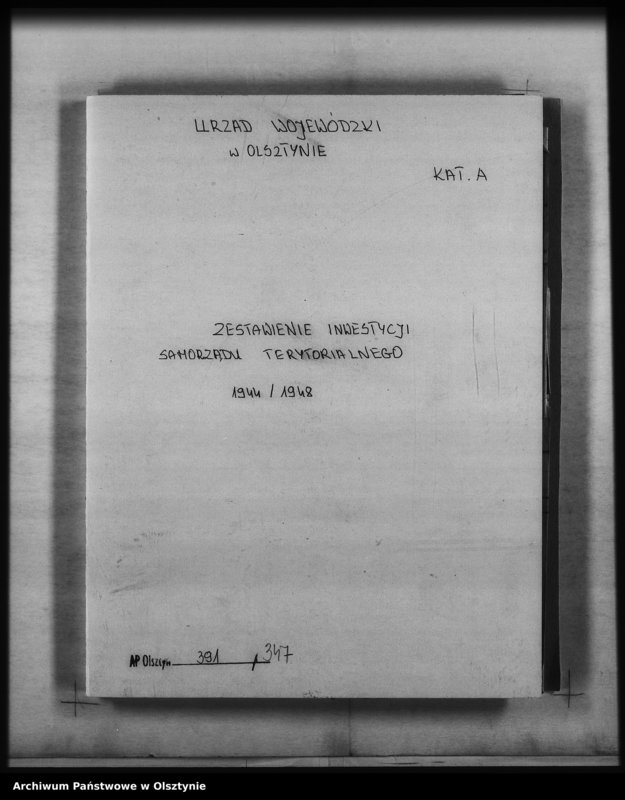 URZĄD WOJEWÓDZKI
w OLSZTYNIE
KAT. A
ZESTAWIENIE INWESTYCJI
SAMORZĄDU TERYTORIALNEGO
1944 / 1948
AP Olsztyn 391 / 347
Archiwum Państwowe w Olsztynie